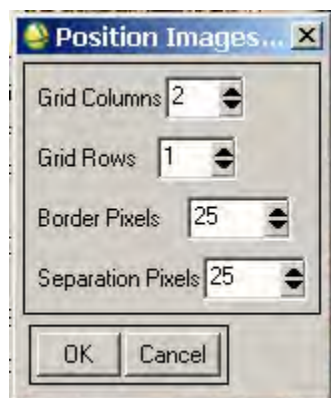 Position Images...
Grid Columns 2
Grid Rows 1
Border Pixels 25
Separation Pixels 25
OK Cancel